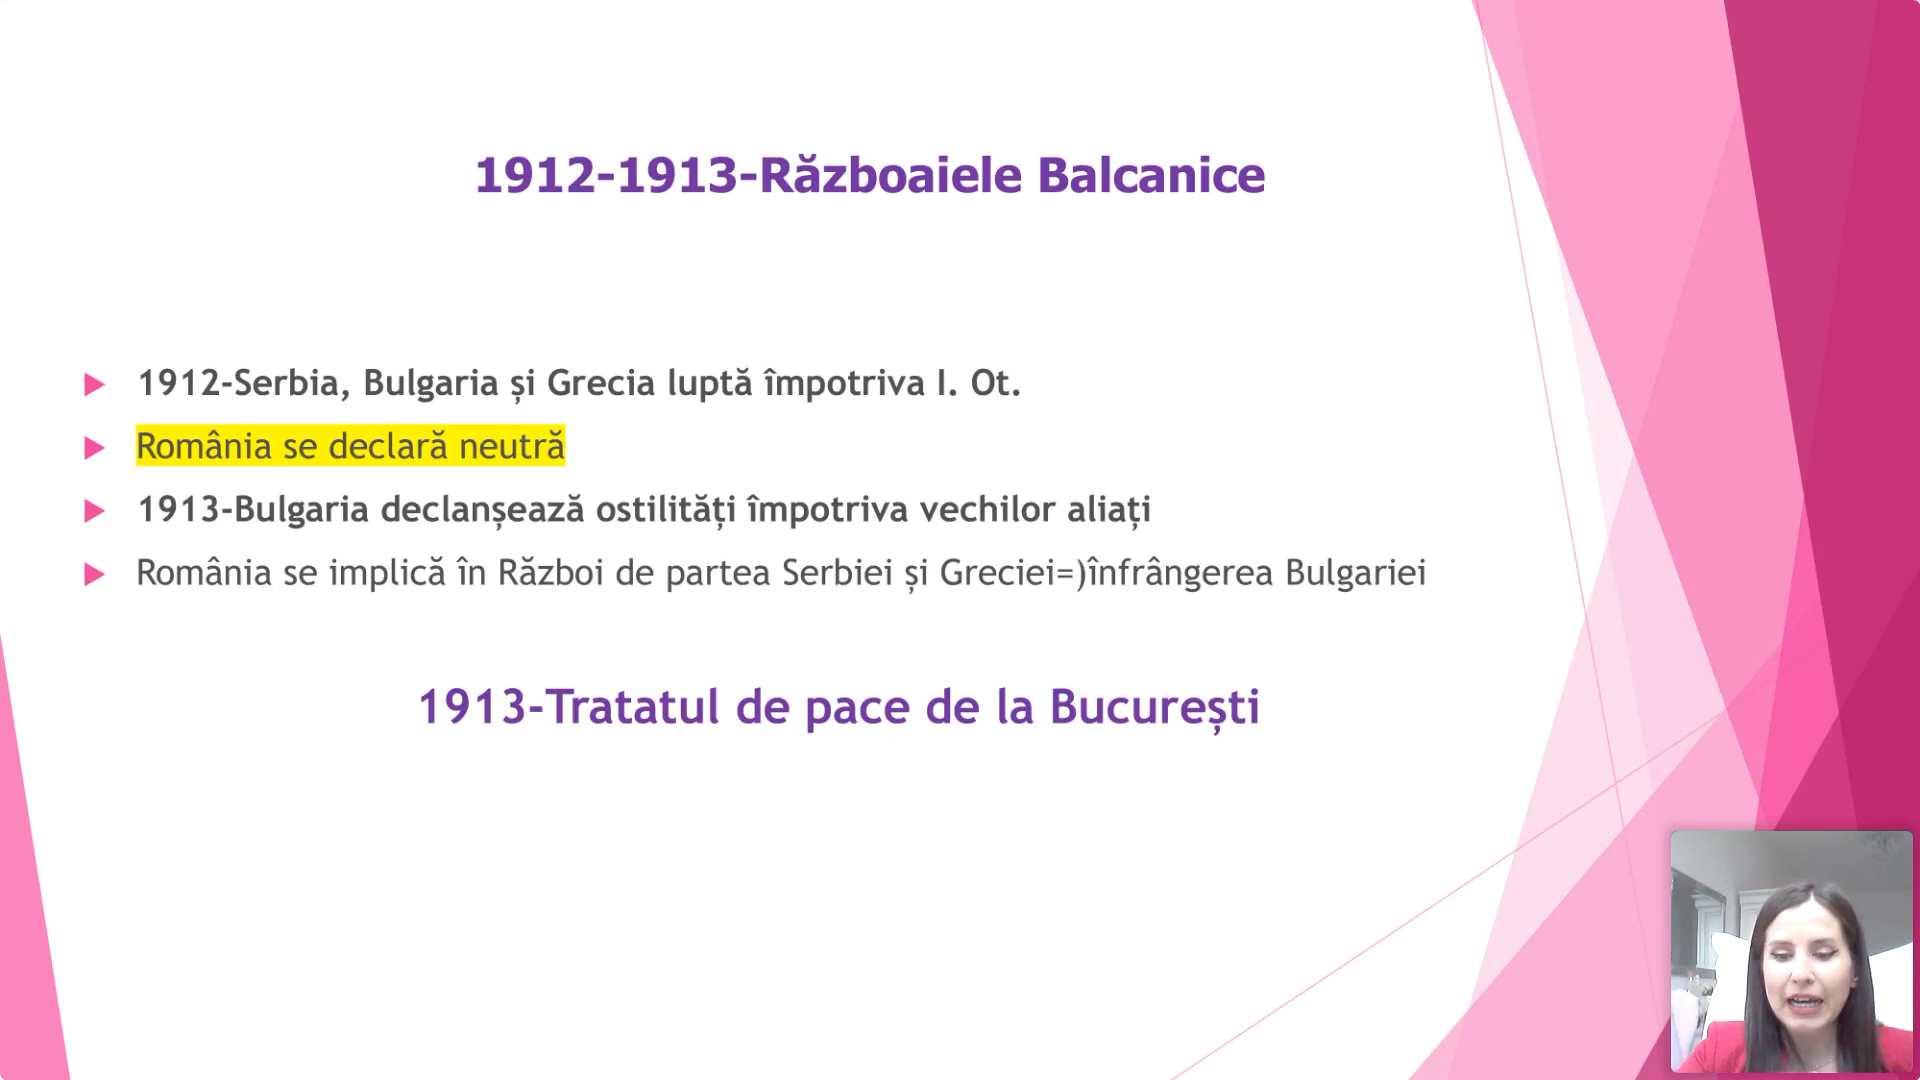 1912-1913-Războaiele Balcanice
1912-Serbia, Bulgaria și Grecia luptă împotriva I. Ot.
România se declară neutră
1913-Bulgaria declanșează ostilități împotriva vechilor aliați
România se implică în Război de partea Serbiei și Greciei=)înfrângerea Bulgariei
1913-Tratatul de pace de la București